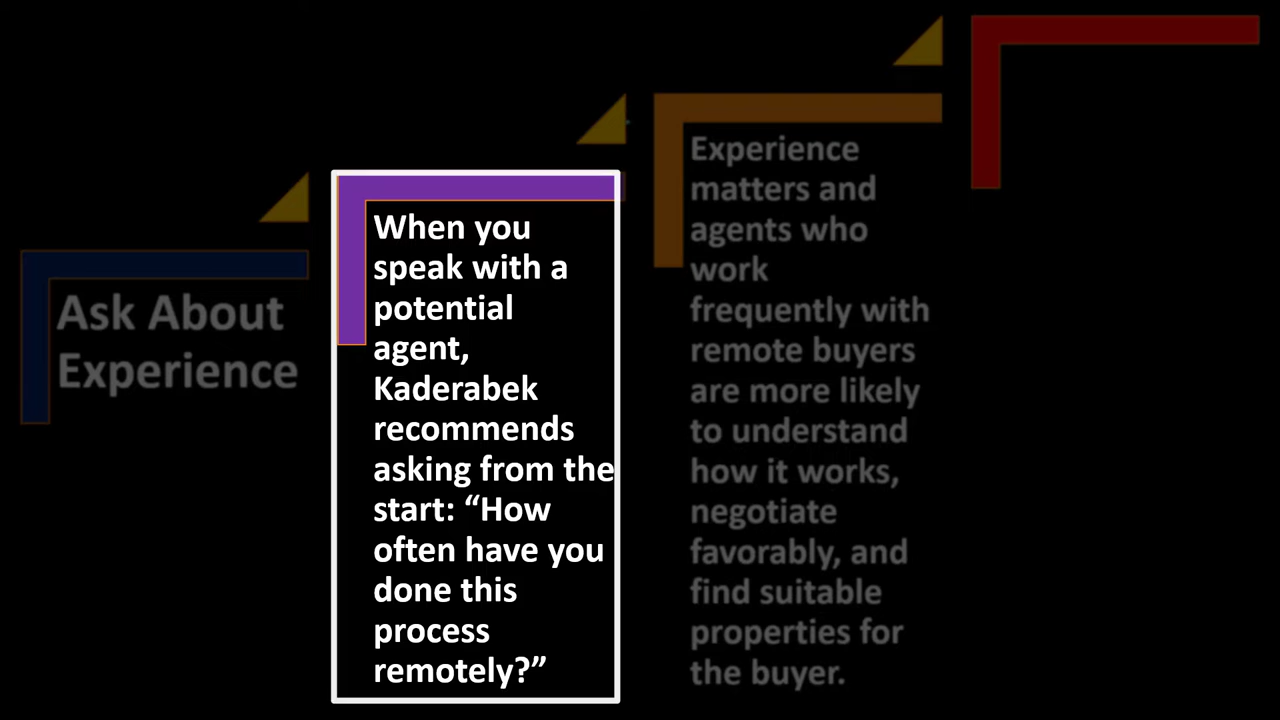 Ask About
Experience
When you
speak with a
potential
agent,
Kaderabek
recommends
asking from the
start: “How
often have you
done this
process
remotely?”
Experience
matters and
agents who
work
frequently with
remote buyers
are more likely
to understand
how it works,
negotiate
favorably, and
find suitable
properties for
the buyer.